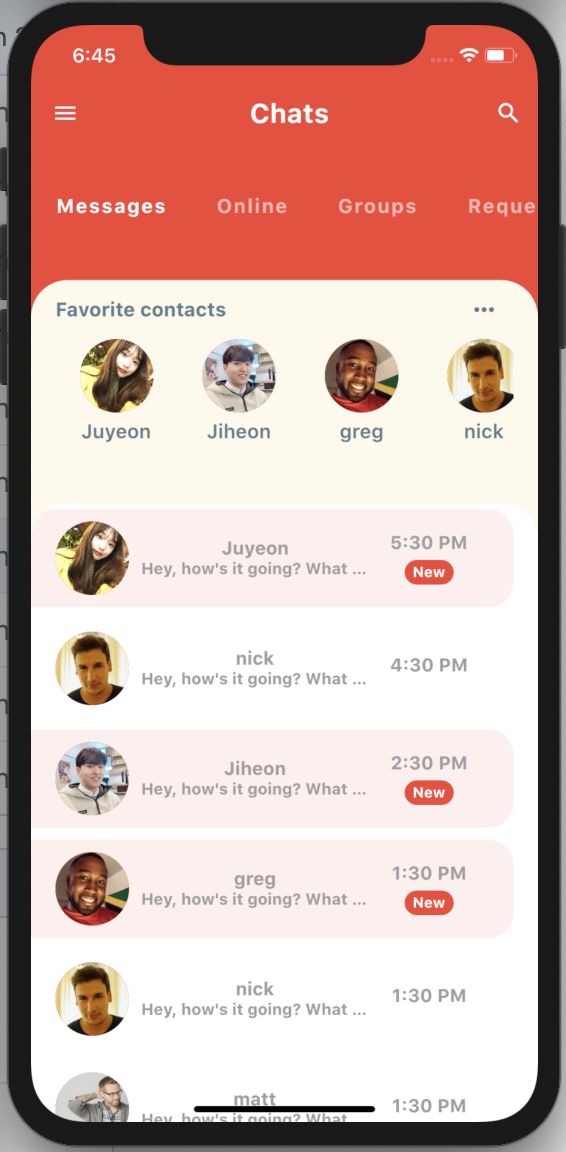 6:45
Chats
Messages Online Groups Reque
Favorite contacts
Juyeon Jiheon greg nick
Juyeon 5:30 PM
Hey, how's it going? What ... New
nick 4:30 PM
Hey, how's it going? What ...
Jiheon 2:30 PM
Hey, how's it going? What ... New
greg 1:30 PM
Hey, how's it going? What ... New
nick 1:30 PM
Hey, how's it going? What ...
matt 1:30 PM
Hey, how's it going? What